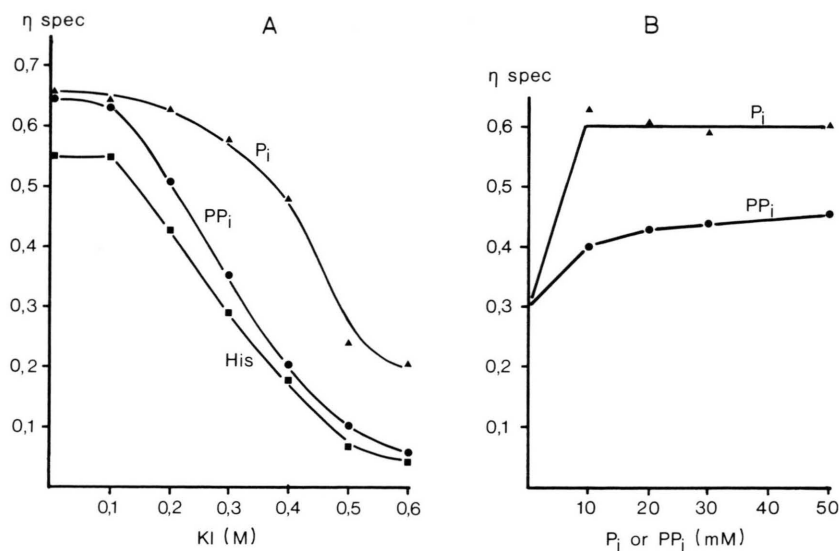 η spec
A
0,7
0,6
0,5
0,4
0,3
0,2
0,1
Pi
PPi
His
0,1 0,2 0,3 0,4 0,5 0,6
KI (M)
B
η spec
0,6
0,5
0,4
0,3
0,2
0,1
Pi
PPi
10 20 30 40 50
Pi or PPi (mM)